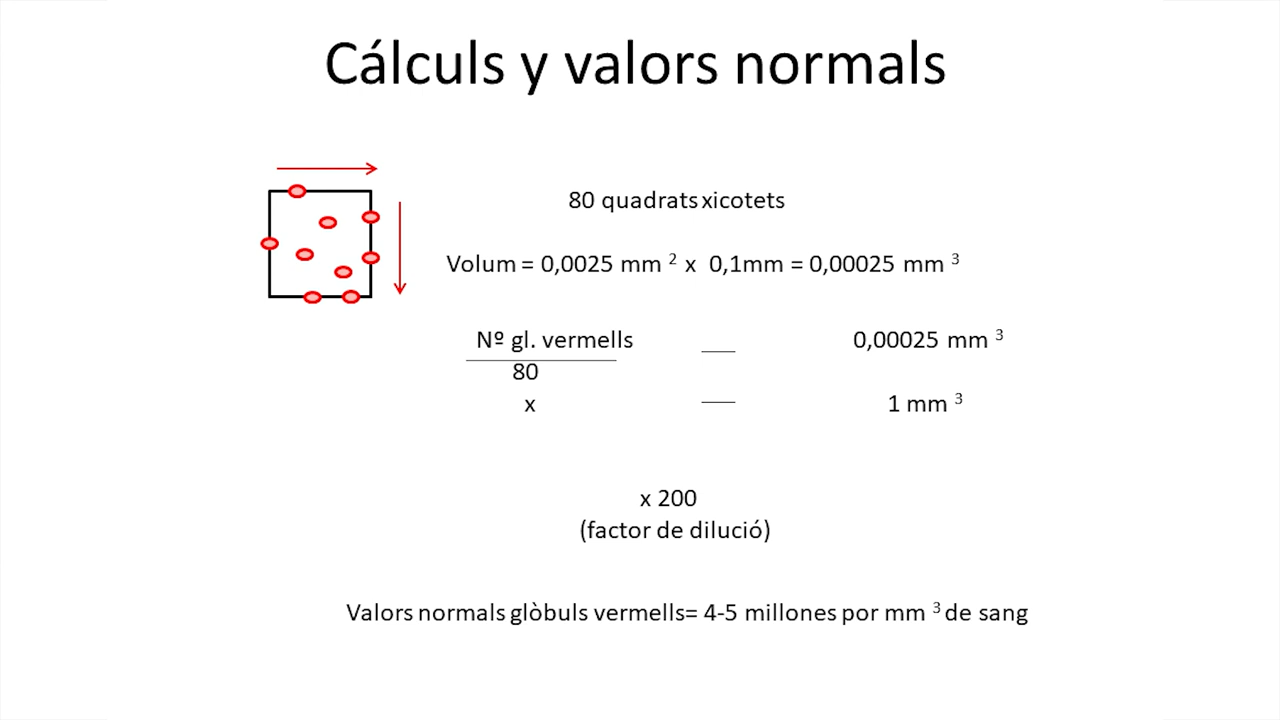 Cálculs y valors normals
80 quadrats xicotets
Volum = 0,0025 mm ² x 0,1mm = 0,00025 mm ³
Nº gl. vermells — 0,00025 mm ³
80
x — 1 mm ³
x 200
(factor de dilució)
Valors normals glòbuls vermells= 4-5 millones por mm ³ de sang